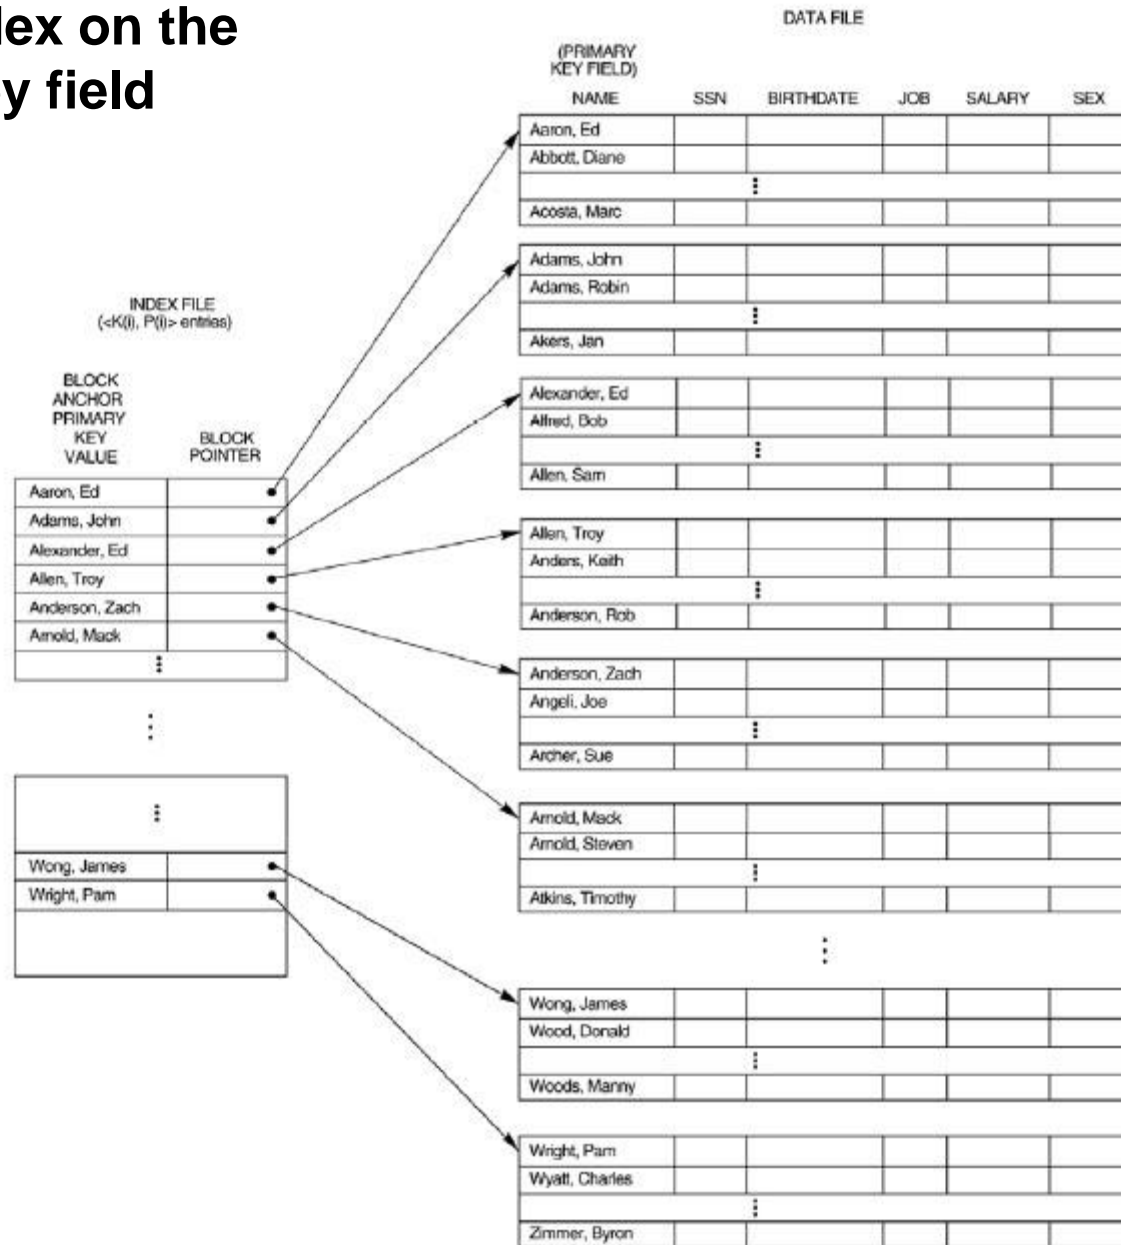 lex on the
y field
DATA FILE
(PRIMARY
KEY FIELD)
NAME SSN BIRTHDATE JOB SALARY SEX
Aaron, Ed
Abbott, Diane
Acosta, Marc
Adams, John
Adams, Robin
Akers, Jan
Alexander, Ed
Alfred, Bob
Allen, Sam
Allen, Troy
Anders, Keith
Anderson, Rob
Anderson, Zach
Angeli, Joe
Archer, Sue
Arnold, Mack
Arnold, Steven
Atkins, Timothy
Wong, James
Wood, Donald
Woods, Manny
Wright, Pam
Wyatt, Charles
Zimmer, Byron
INDEX FILE
(<K(i), P(i)> entries)
BLOCK
ANCHOR
PRIMARY
KEY
VALUE
BLOCK
POINTER
Aaron, Ed
Adams, John
Alexander, Ed
Allen, Troy
Anderson, Zach
Arnold, Mack
Wong, James
Wright, Pam